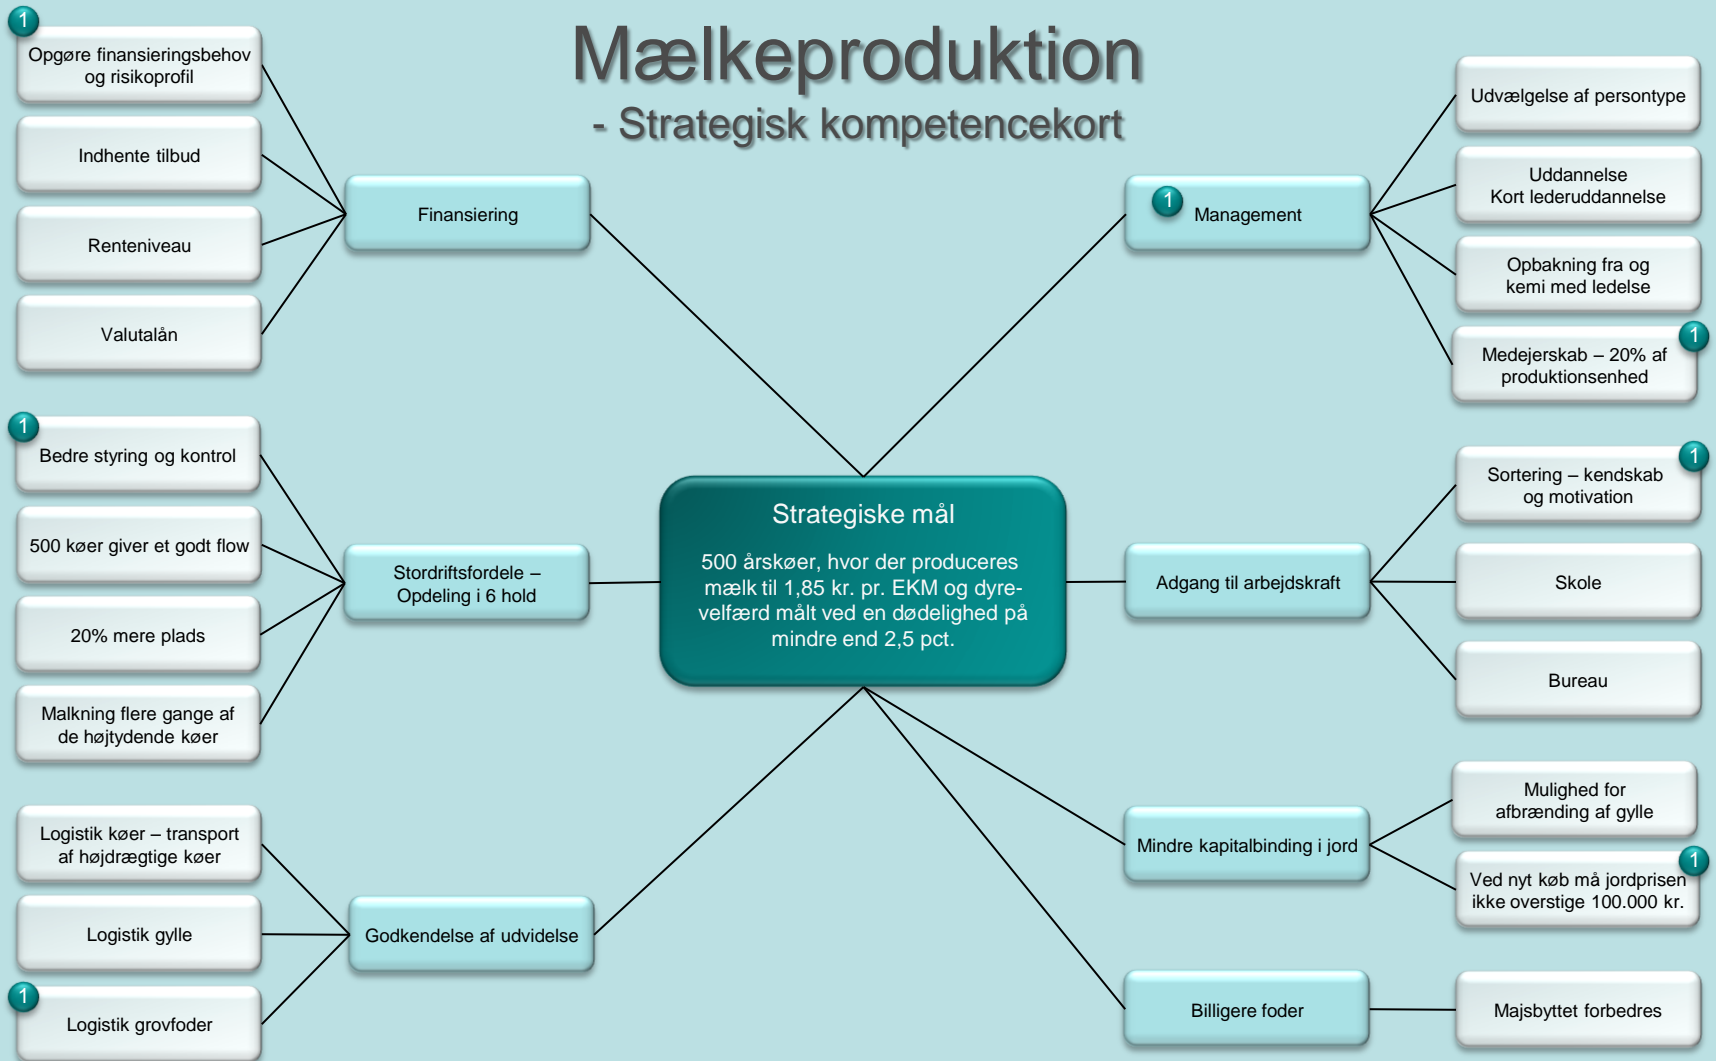 Mælkeproduktion
- Strategisk kompetencekort
1
Opgøre finansieringsbehov
og risikoprofil
Indhente tilbud
Renteniveau
Valutalån
Finansiering
1
Bedre styring og kontrol
500 køer giver et godt flow
20% mere plads
Malkning flere gange af
de højtydende køer
Stordriftsfordele –
Opdeling i 6 hold
Logistik køer – transport
af højdrægtige køer
Logistik gylle
1
Logistik grovfoder
Godkendelse af udvidelse
Strategiske mål
500 årskøer, hvor der produceres
mælk til 1,85 kr. pr. EKM og dyre-
velfærd målt ved en dødelighed på
mindre end 2,5 pct.
1
Management
Udvælgelse af persontype
Uddannelse
Kort lederuddannelse
Opbakning fra og
kemi med ledelse
1
Medejerskab – 20% af
produktionsenhed
Adgang til arbejdskraft
1
Sortering – kendskab
og motivation
Skole
Bureau
Mindre kapitalbinding i jord
Mulighed for
afbrænding af gylle
1
Ved nyt køb må jordprisen
ikke overstige 100.000 kr.
Billigere foder
Majsbyttet forbedres